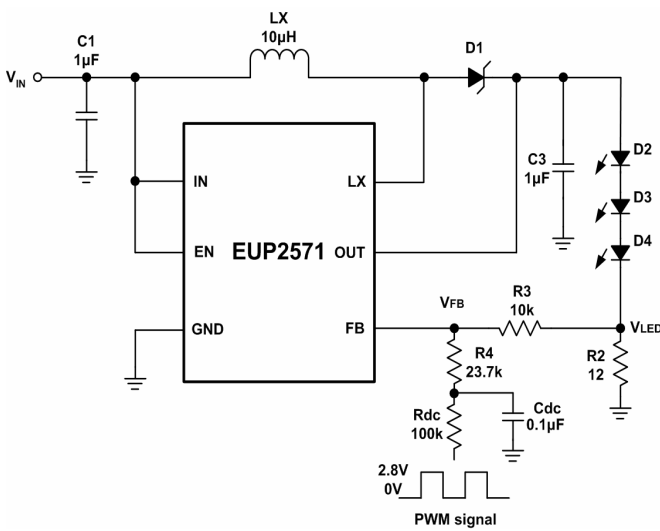 LX
10μH
C1
1μF
D1
VIN
IN
LX
C3
1μF
D2
D3
D4
EN
EUP2571
OUT
GND
FB
VFB
R3
10k
VLED
R4
23.7k
R2
12
Rdc
100k
Cdc
0.1μF
2.8V
0V
PWM signal